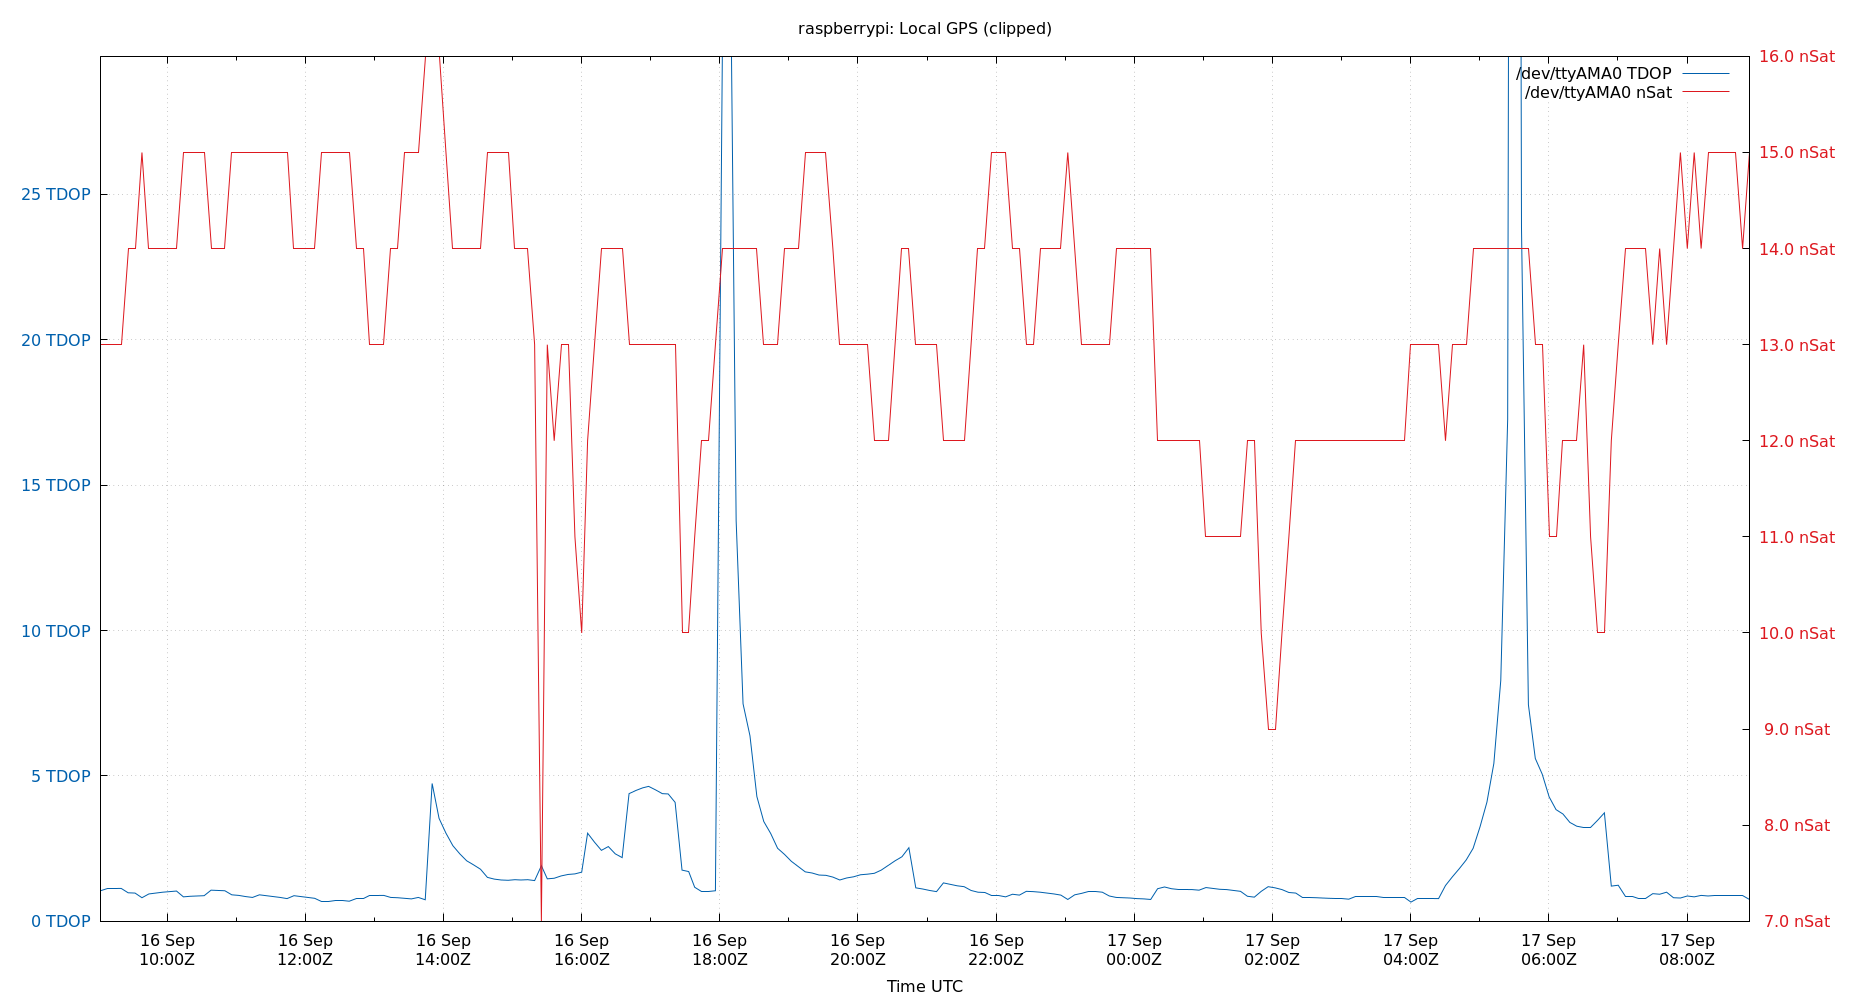 raspberrypi: Local GPS (clipped)
/dev/ttyAMA0 TDOP
/dev/ttyAMA0 nSat
25 TDOP
20 TDOP
15 TDOP
10 TDOP
5 TDOP
0 TDOP
16.0 nSat
15.0 nSat
14.0 nSat
13.0 nSat
12.0 nSat
11.0 nSat
10.0 nSat
9.0 nSat
8.0 nSat
7.0 nSat
16 Sep
10:00Z
16 Sep
12:00Z
16 Sep
14:00Z
16 Sep
16:00Z
16 Sep
18:00Z
16 Sep
20:00Z
16 Sep
22:00Z
17 Sep
00:00Z
17 Sep
02:00Z
17 Sep
04:00Z
17 Sep
06:00Z
17 Sep
08:00Z
Time UTC